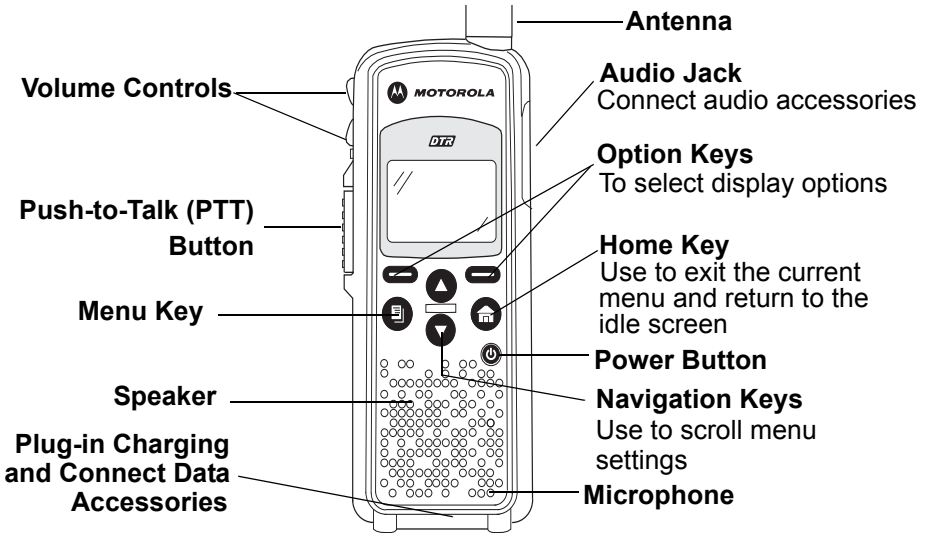 Antenna
Volume Controls
Audio Jack
Connect audio accessories
MOTOROLA
DTR
Option Keys
To select display options
Push-to-Talk (PTT)
Button
Home Key
Use to exit the current
menu and return to the
idle screen
Menu Key
Power Button
Speaker
Navigation Keys
Use to scroll menu
settings
Plug-in Charging
and Connect Data
Accessories
Microphone